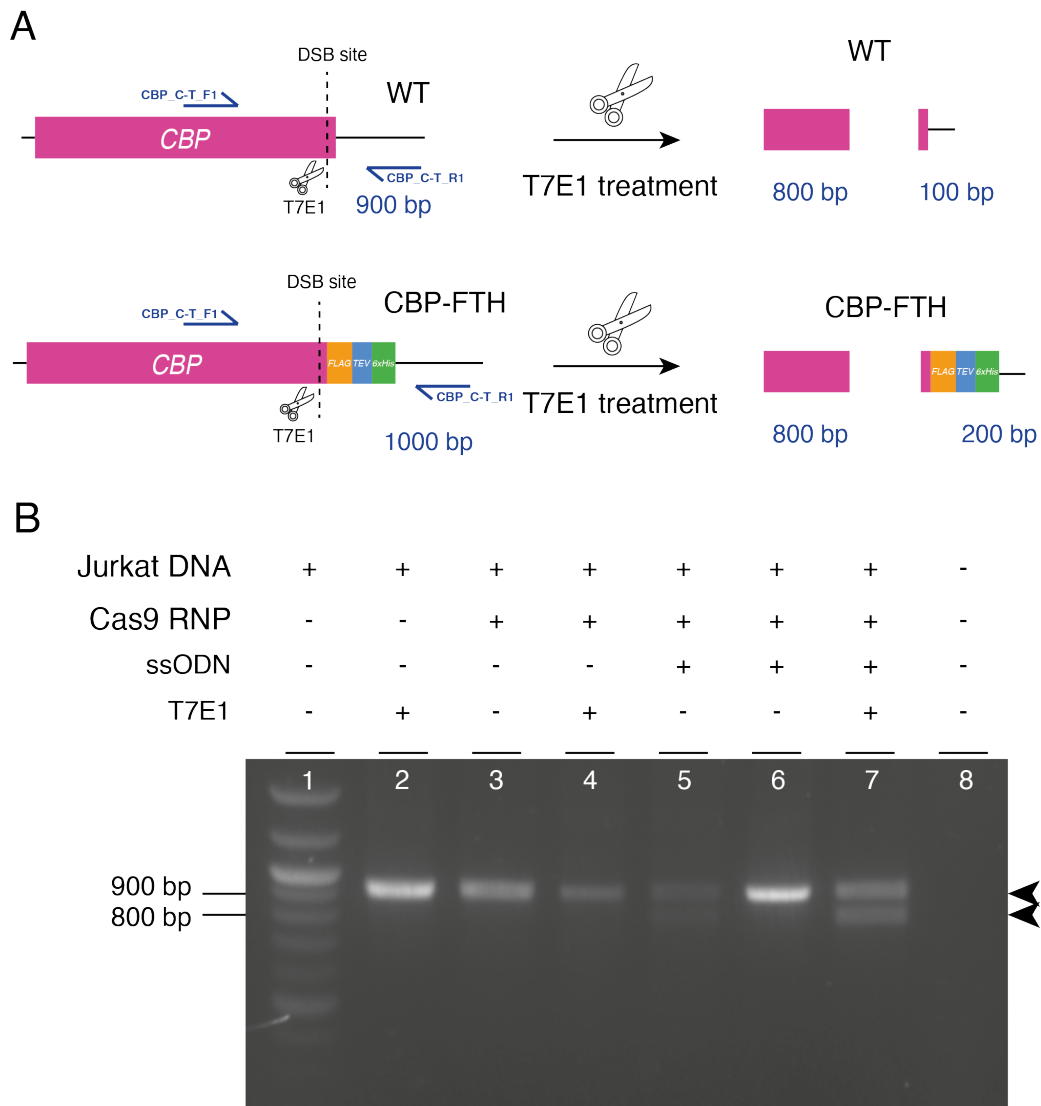 A
DSB site
CBP_C-T_F1
WT
CBP
CBP_C-T_R1
T7E1
900 bp
T7E1 treatment
WT
800 bp
100 bp
DSB site
CBP_C-T_F1
CBP-FTH
CBP
FLAG TEV 6xHis
CBP_C-T_R1
T7E1
1000 bp
T7E1 treatment
CBP-FTH
FLAG TEV 6xHis
800 bp
200 bp
B
Jurkat DNA + + + + + + + -
Cas9 RNP - - + + + + + -
ssODN - - - - + + + -
T7E1 - + - + - - + -
1 2 3 4 5 6 7 8
900 bp
800 bp